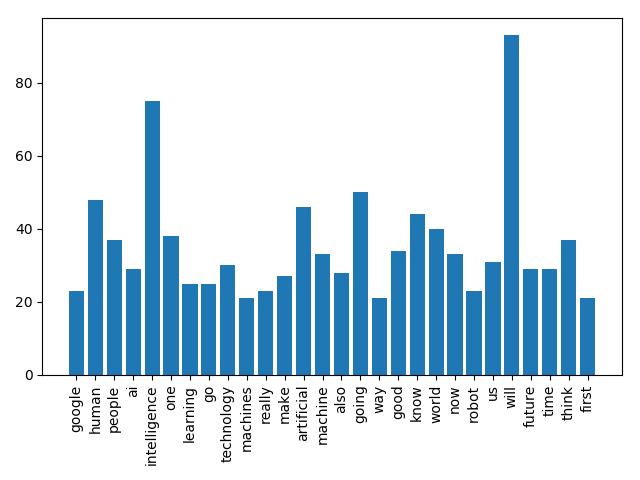 80
60
40
20
0
google
human
people
ai
intelligence
one
learning
go
technology
machines
really
make
artificial
machine
also
going
way
good
know
world
now
robot
us
will
future
time
think
first